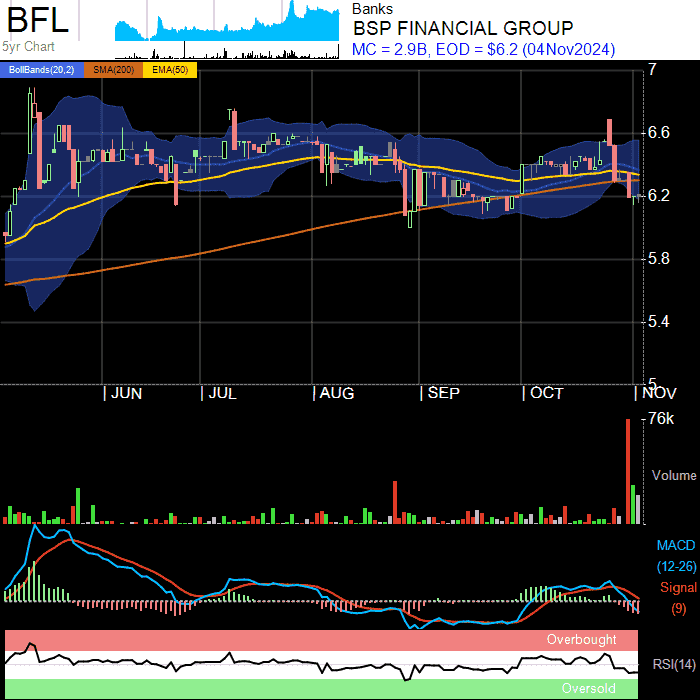 BFL
5yr Chart
Banks
BSP FINANCIAL GROUP
MC = 2.9B, EOD = $6.2 (04Nov2024)
BollBands(20,2) SMA(200) EMA(50)
7
6.6
6.2
5.8
5.4
5
JUN JUL AUG SEP OCT NOV
76k
Volume
MACD
(12-26)
Signal
(9)
Overbought
RSI(14)
Oversold